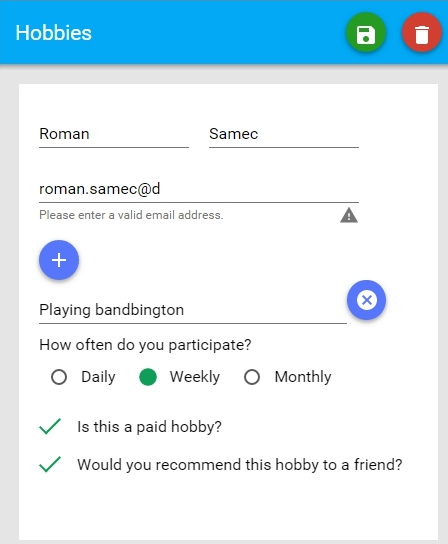 Hobbies
Roman Samec
roman.samec@d
Please enter a valid email address.
Playing bandbington
How often do you participate?
Daily Weekly Monthly
Is this a paid hobby?
Would you recommend this hobby to a friend?